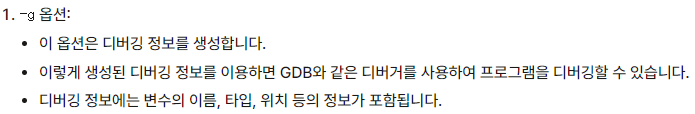 1. -g 옵션:
• 이 옵션은 디버깅 정보를 생성합니다.
• 이렇게 생성된 디버깅 정보를 이용하면 GDB와 같은 디버거를 사용하여 프로그램을 디버깅할 수 있습니다.
• 디버깅 정보에는 변수의 이름, 타입, 위치 등의 정보가 포함됩니다.